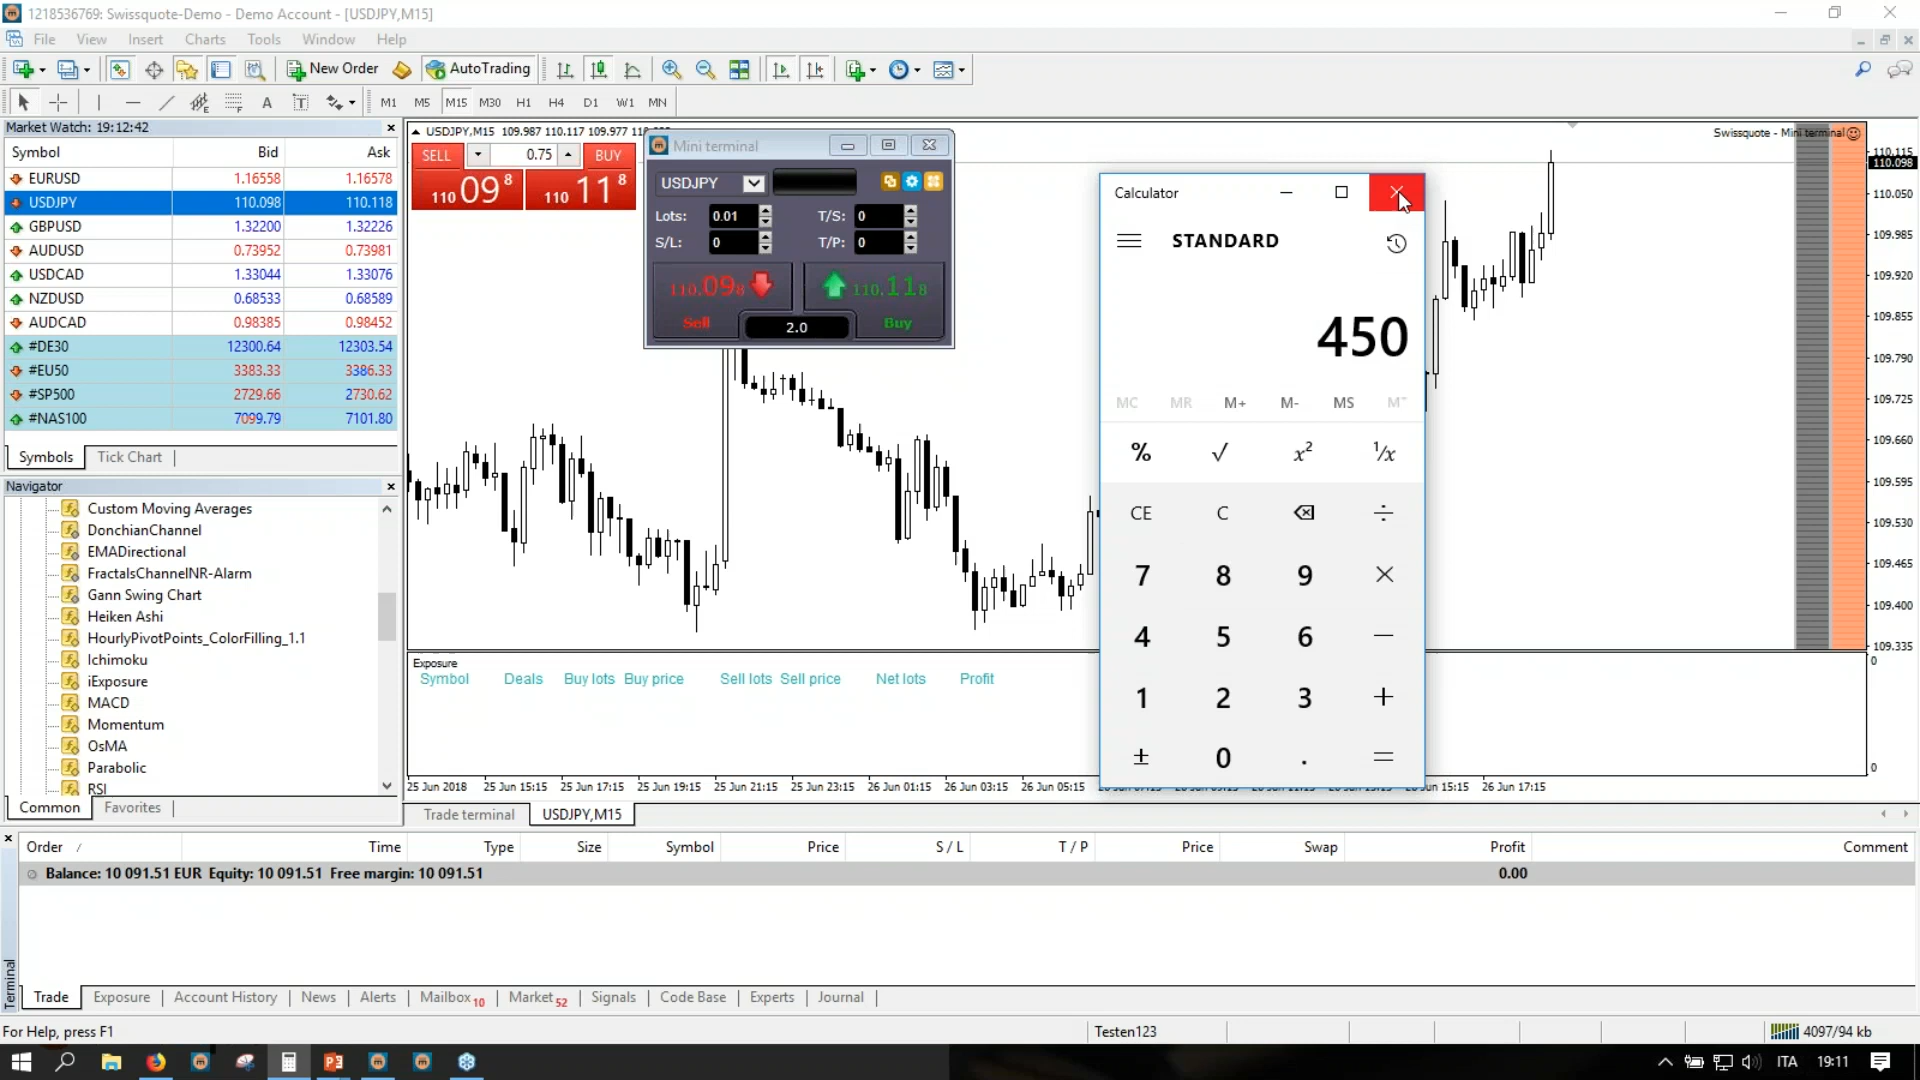 1218536769: Swissquote-Demo - Demo Account - [USDJPY,M15]
File View Insert Charts Tools Window Help
New Order AutoTrading
A T M1 M5 M15 M30 H1 H4 D1 W1 MN
Market Watch: 19:12:42
Symbol Bid Ask
EURUSD 1.16558 1.16578
USDJPY 110.098 110.118
GBPUSD 1.32200 1.32226
AUDUSD 0.73952 0.73981
USDCAD 1.33044 1.33076
NZDUSD 0.68533 0.68589
AUDCAD 0.98385 0.98452
#DE30 12300.64 12303.54
#EU50 3383.33 3386.33
#SP500 2729.66 2730.62
#NAS100 7099.79 7101.80
Symbols Tick Chart
Navigator
Custom Moving Averages
DonchianChannel
EMADirectional
FractalsChannelNR-Alarm
Gann Swing Chart
Heiken Ashi
HourlyPivotPoints_ColorFilling_1.1
Ichimoku
iExposure
MACD
Momentum
OsMA
Parabolic
RSI
Common Favorites
USDJPY,M15 109.987 110.117 109.977
SELL 0.75 BUY
110 09 8 110 11 8
Mini terminal
USDJPY
Lots: 0.01 T/S: 0
S/L: 0 T/P: 0
110.098 110.118
Sell 2.0 Buy
Swissquote - Mini terminal
Calculator
STANDARD
450
MC MR M+ M- MS M
% √ x² ¹/x
CE C ÷
7 8 9 ×
4 5 6 −
1 2 3 +
± 0 . =
110.115
110.098
110.050
109.985
109.920
109.855
109.790
109.725
109.660
109.595
109.530
109.465
109.400
109.335
0
0
Exposure
Symbol Deals Buy lots Buy price Sell lots Sell price Net lots Profit
25 Jun 2018 25 Jun 15:15 25 Jun 17:15 25 Jun 19:15 25 Jun 21:15 25 Jun 23:15 26 Jun 01:15 26 Jun 03:15 26 Jun 05:15 15:15 26 Jun 17:15
Trade terminal USDJPY,M15
Order / Time Type Size Symbol Price S / L T / P Price Swap Profit Comment
Balance: 10 091.51 EUR Equity: 10 091.51 Free margin: 10 091.51 0.00
Terminal
Trade Exposure Account History News Alerts Mailbox 10 Market 52 Signals Code Base Experts Journal
For Help, press F1 Testen123 4097/94 kb
ITA 19:11